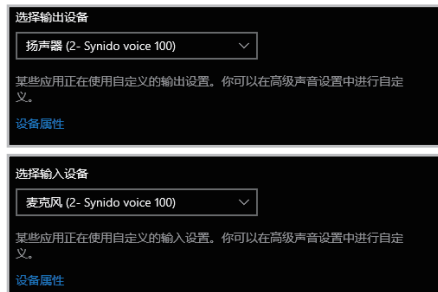 选择输出设备
扬声器 (2- Synido voice 100)
某些应用正在使用自定义的输出设置。你可以在高级声音设置中进行自定
义。
设备属性
选择输入设备
麦克风 (2- Synido voice 100)
某些应用正在使用自定义的输入设置。你可以在高级声音设置中进行自定
义。
设备属性